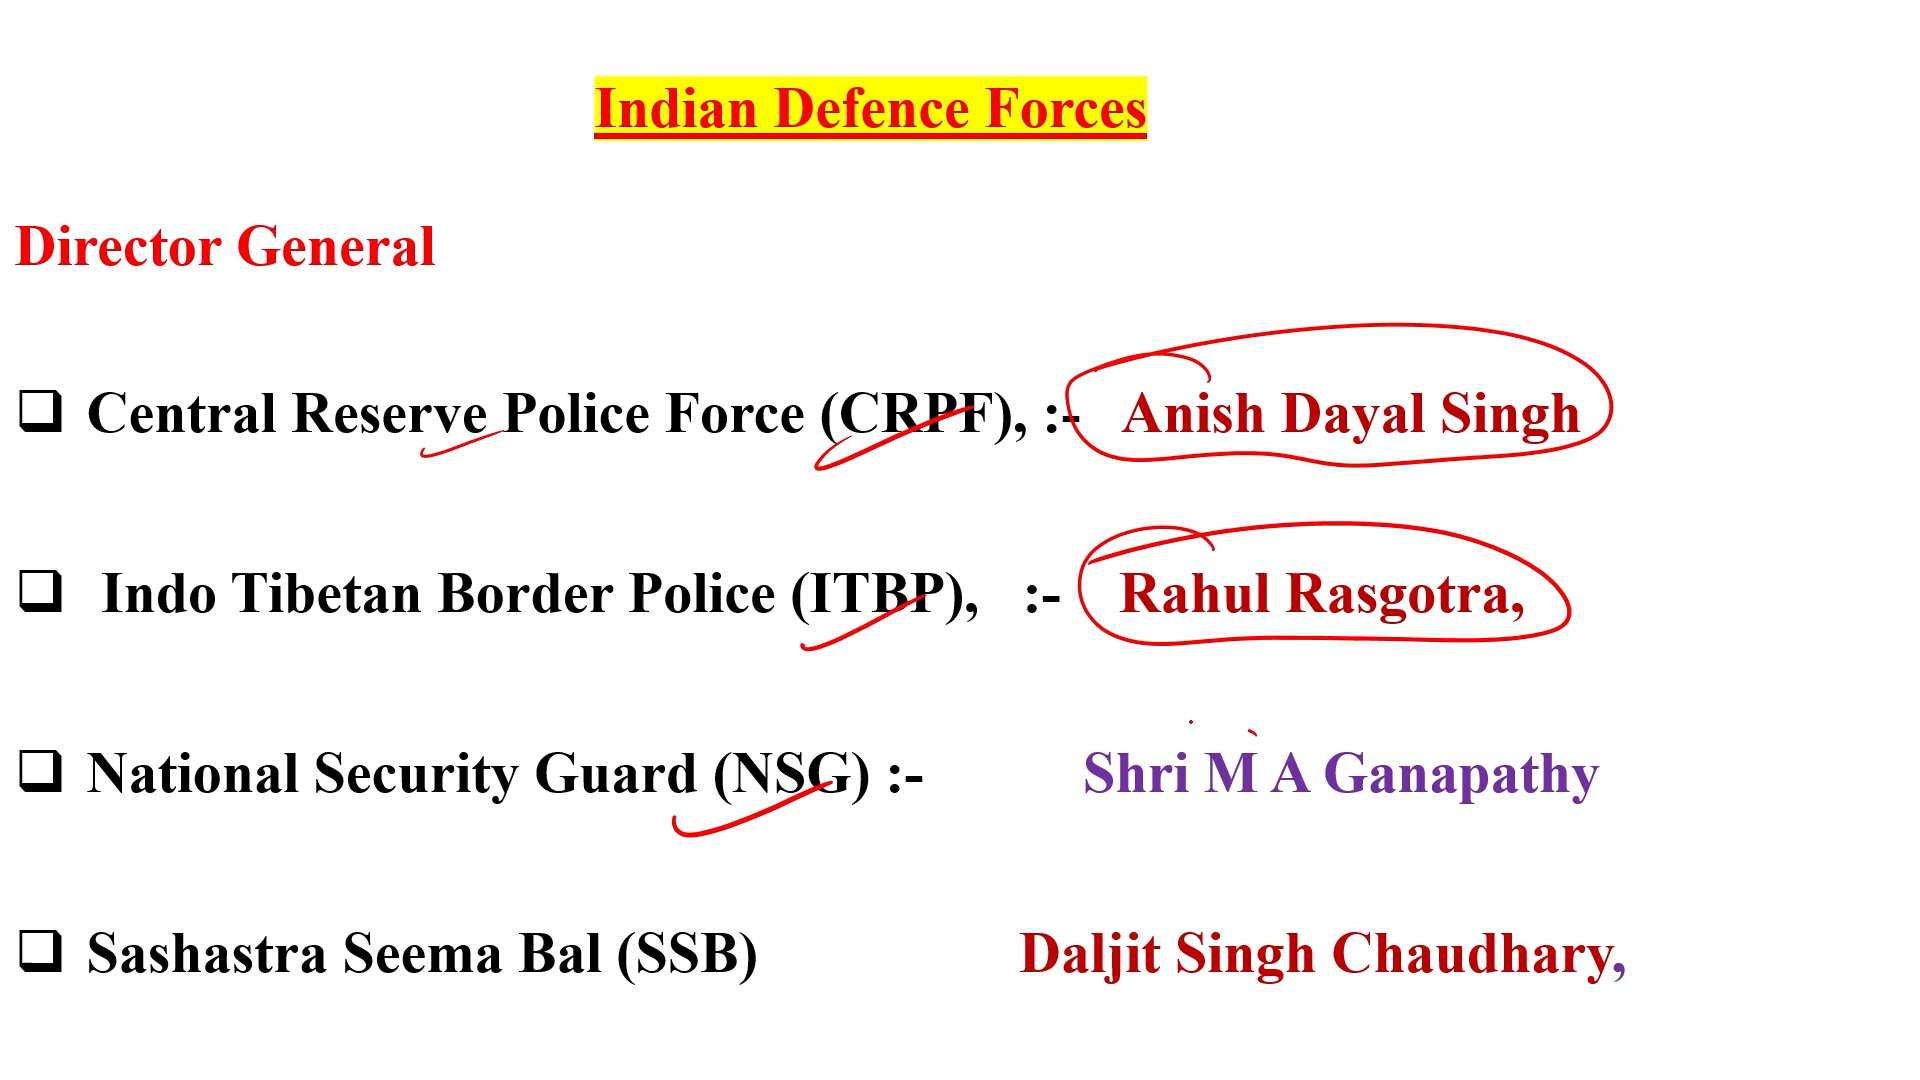 Indian Defence Forces
Director General
❑ Central Reserve Police Force (CRPF), :- Anish Dayal Singh
❑ Indo Tibetan Border Police (ITBP), :- Rahul Rasgotra,
❑ National Security Guard (NSG) :- Shri M A Ganapathy
❑ Sashastra Seema Bal (SSB) Daljit Singh Chaudhary,